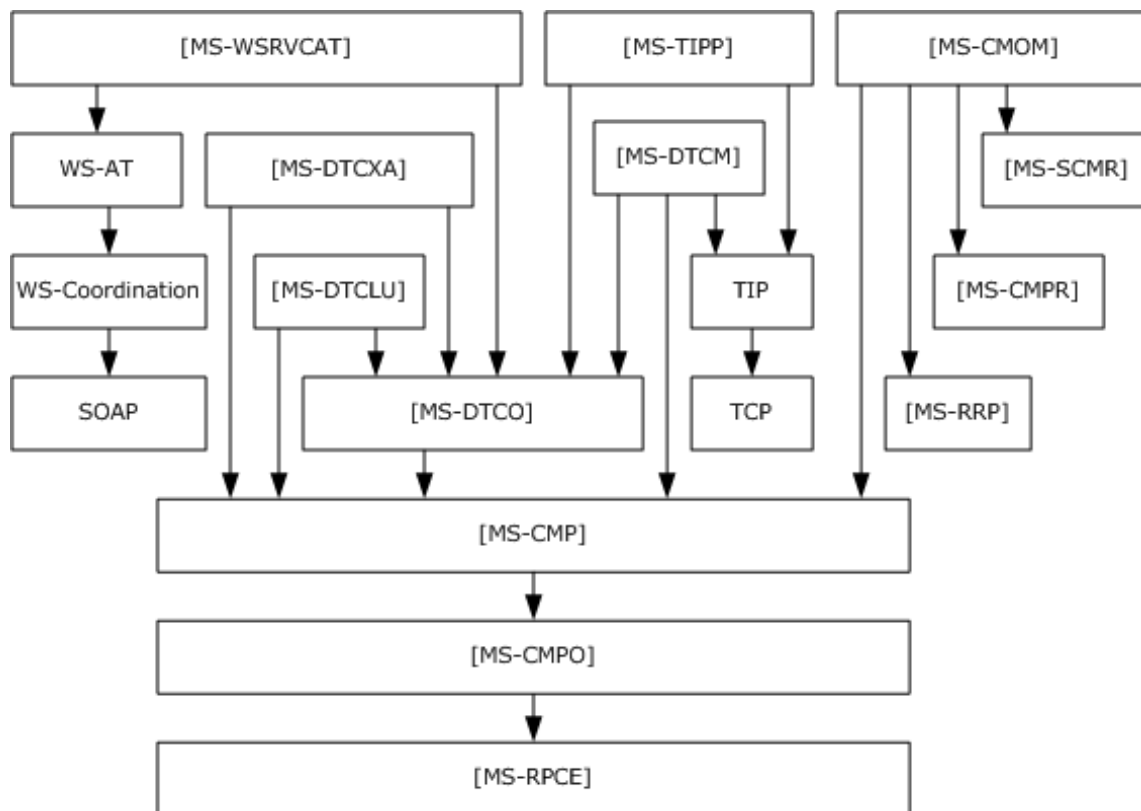 [MS-WSRVCAT]
[MS-TIPP]
[MS-CMOM]
WS-AT
[MS-DTCXA]
[MS-DTCM]
[MS-SCMR]
WS-Coordination
[MS-DTCLU]
TIP
[MS-CMPR]
SOAP
[MS-DTCO]
TCP
[MS-RRP]
[MS-CMP]
[MS-CMPO]
[MS-RPCE]